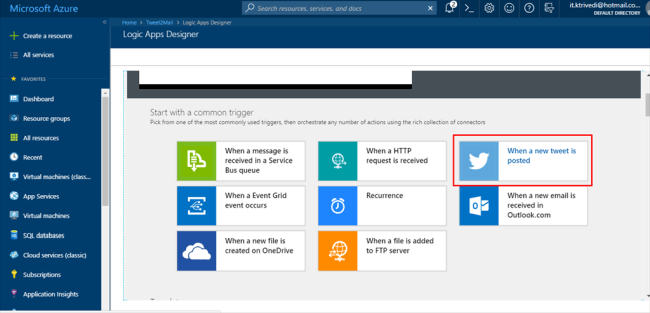 Microsoft Azure
Search resources, services, and docs
2
it.ktrivedi@hotmail.co...
DEFAULT DIRECTORY
Home > Tweet2Mail > Logic Apps Designer
Logic Apps Designer
Create a resource
All services
FAVORITES
Dashboard
Resource groups
All resources
Recent
Virtual machines (class...
App Services
Virtual machines
SQL databases
Cloud services (classic)
Subscriptions
Application Insights
Start with a common trigger
Pick from one of the most commonly used triggers, then orchestrate any number of actions using the rich collection of connectors
When a message is
received in a Service
Bus queue
When a HTTP
request is received
When a new tweet is
posted
When a Event Grid
event occurs
Recurrence
When a new email is
received in
Outlook.com
When a new file is
created on OneDrive
When a file is added
to FTP server